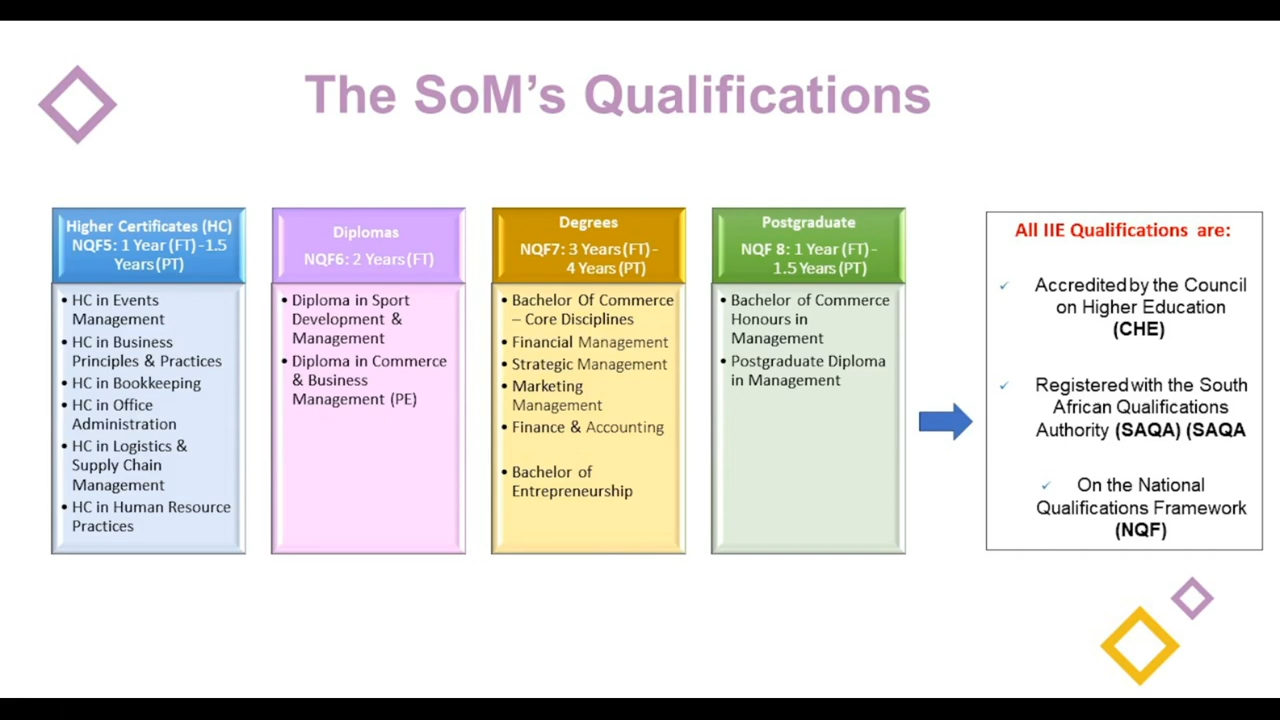 The SoM’s Qualifications
Higher Certificates (HC)
NQF5: 1 Year (FT) -1.5
Years (PT)
• HC in Events
Management
• HC in Business
Principles & Practices
• HC in Bookkeeping
• HC in Office
Administration
• HC in Logistics &
Supply Chain
Management
• HC in Human Resource
Practices
Diplomas
NQF6: 2 Years (FT)
• Diploma in Sport
Development &
Management
• Diploma in Commerce
& Business
Management (PE)
Degrees
NQF7: 3 Years (FT)-
4 Years (PT)
• Bachelor Of Commerce
– Core Disciplines
• Financial Management
• Strategic Management
• Marketing
Management
• Finance & Accounting
• Bachelor of
Entrepreneurship
Postgraduate
NQF 8: 1 Year (FT)-
1.5 Years (PT)
• Bachelor of Commerce
Honours in
Management
• Postgraduate Diploma
in Management
All IIE Qualifications are:
✓ Accredited by the Council
on Higher Education
(CHE)
✓ Registered with the South
African Qualifications
Authority (SAQA) (SAQA
✓ On the National
Qualifications Framework
(NQF)